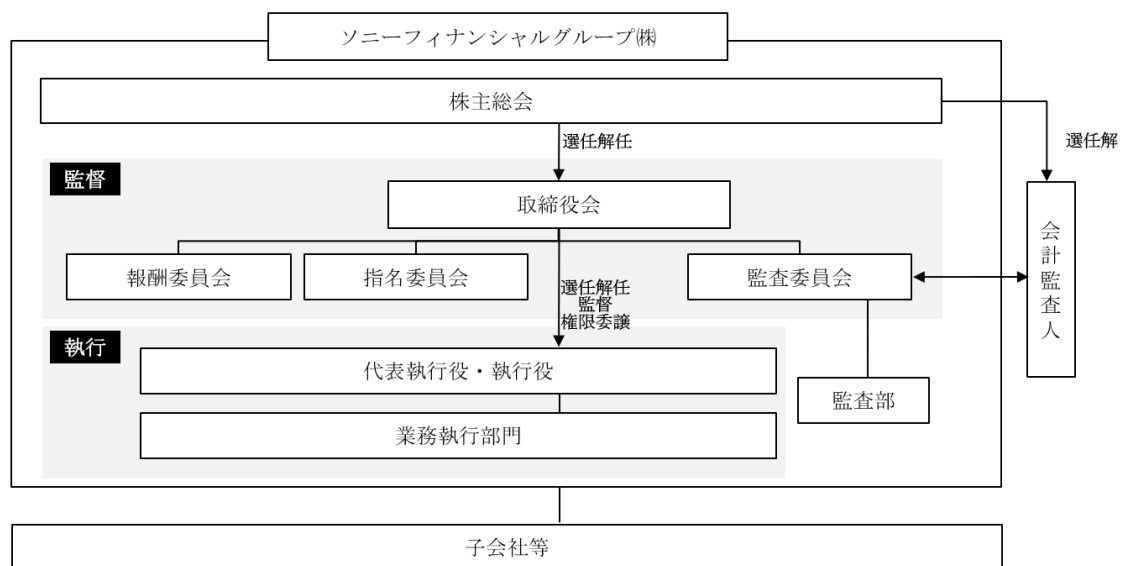 ソニーフィナンシャルグループ㈱
株主総会
選任解任
選任解
監督
取締役会
報酬委員会
指名委員会
監査委員会
会計監査人
選任解任
監督
権限委譲
執行
代表執行役・執行役
監査部
業務執行部門
子会社等